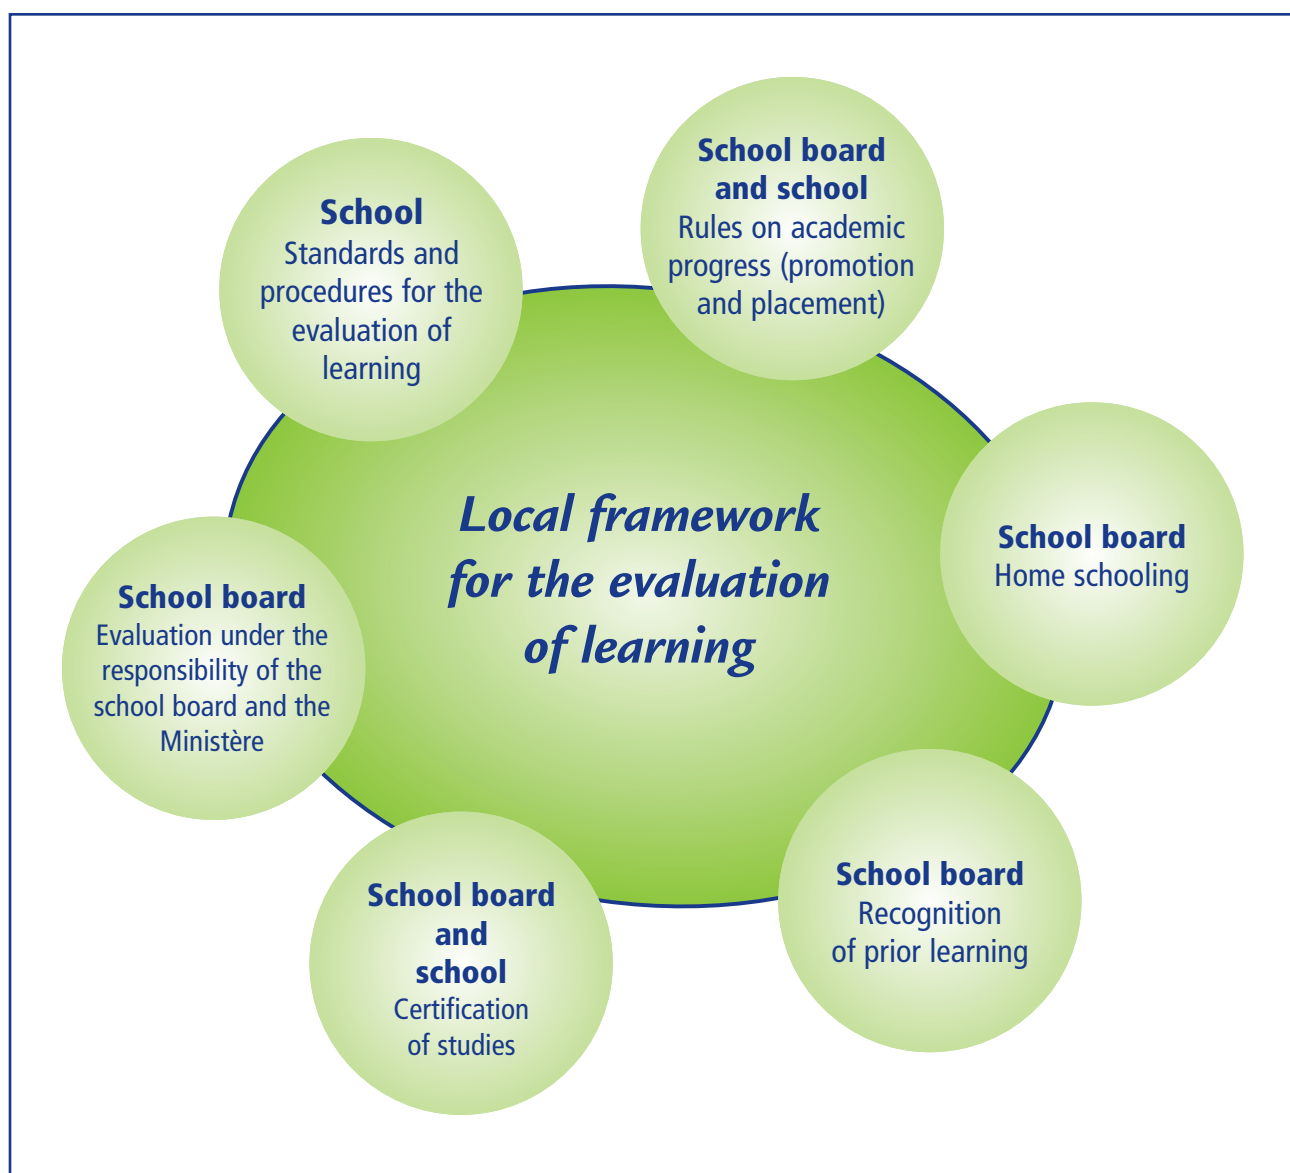 School board
and school
Rules on academic
progress (promotion
and placement)
School
Standards and
procedures for the
evaluation of
learning
Local framework
for the evaluation
of learning
School board
Home schooling
School board
Evaluation under the
responsibility of the
school board and the
Ministère
School board
Recognition
of prior learning
School board
and
school
Certification
of studies